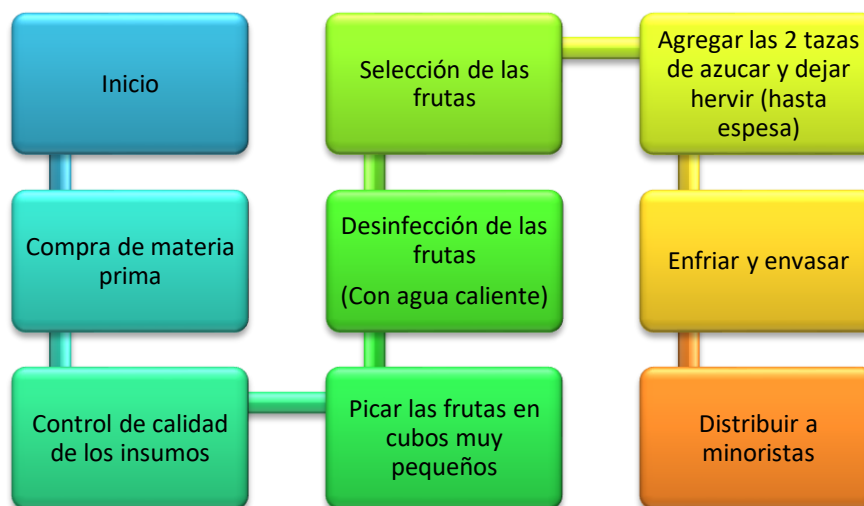 Inicio
Compra de materia
prima
Control de calidad
de los insumos
Picar las frutas en
cubos muy
pequeños
Desinfección de las
frutas
(Con agua caliente)
Selección de las
frutas
Agregar las 2 tazas
de azucar y dejar
hervir (hasta
espesa)
Enfriar y envasar
Distribuir a
minoristas